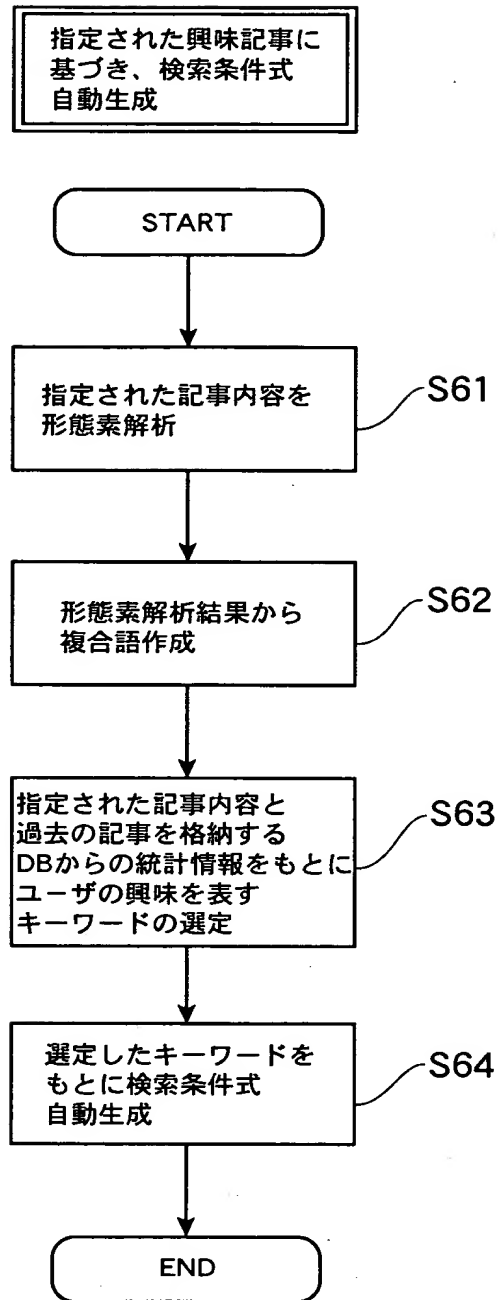 指定された興味記事に
基づき、検索条件式
自動生成
START
指定された記事内容を
形態素解析
S61
形態素解析結果から
複合語作成
S62
指定された記事内容と
過去の記事を格納する
DBからの統計情報をもとに
ユーザの興味を表す
キーワードの選定
S63
選定したキーワードを
もとに検索条件式
自動生成
S64
END